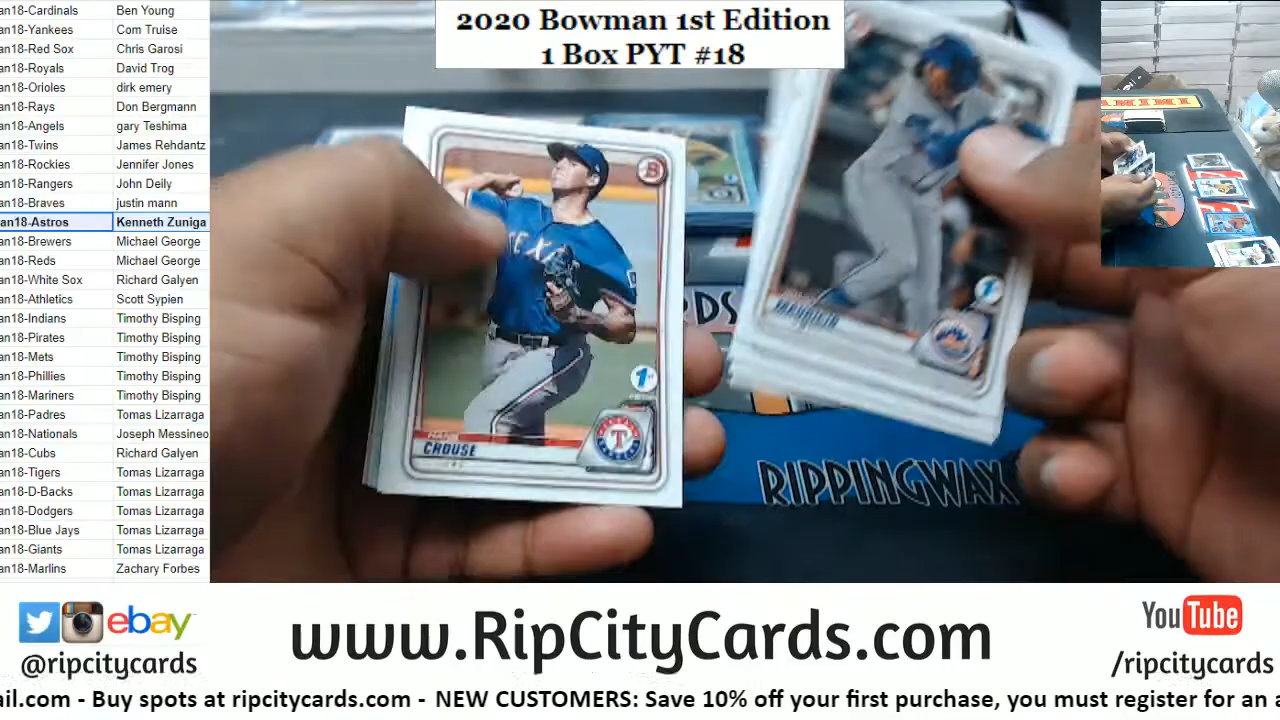 2020 Bowman 1st Edition
1 Box PYT #18
an18-Cardinals Ben Young
an18-Yankees Com Truise
an18-Red Sox Chris Garosi
an18-Royals David Trog
an18-Orioles dirk emery
an18-Rays Don Bergmann
an18-Angels gary Teshima
an18-Twins James Rehdantz
an18-Rockies Jennifer Jones
an18-Rangers John Deily
an18-Braves justin mann
an18-Astros Kenneth Zuniga
an18-Brewers Michael George
an18-Reds Michael George
an18-White Sox Richard Galyen
an18-Athletics Scott Sypien
an18-Indians Timothy Bisping
an18-Pirates Timothy Bisping
an18-Mets Timothy Bisping
an18-Phillies Timothy Bisping
an18-Mariners Timothy Bisping
an18-Padres Tomas Lizarraga
an18-Nationals Joseph Messineo
an18-Cubs Richard Galyen
an18-Tigers Tomas Lizarraga
an18-D-Backs Tomas Lizarraga
an18-Dodgers Tomas Lizarraga
an18-Blue Jays Tomas Lizarraga
an18-Giants Tomas Lizarraga
an18-Marlins Zachary Forbes
B
TEXA
1st
T
CROUSE
1st
RDS
RIPPINGWAX
PANINI
ebay
@ripcitycards
www.RipCityCards.com
YouTube
/ripcitycards
ail.com - Buy spots at ripcitycards.com - NEW CUSTOMERS: Save 10% off your first purchase, you must register for an a